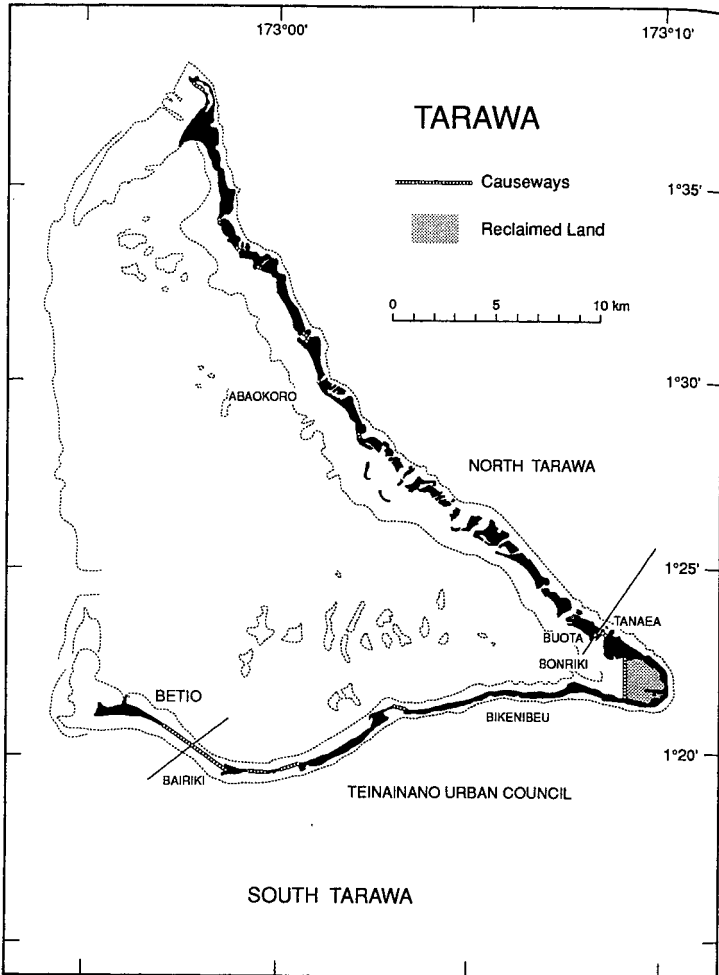 173°00'
173°10'
TARAWA
Causeways
1°35'
Reclaimed Land
0 5 10 km
1°30'
ABAOKORO
NORTH TARAWA
1°25'
TANAEA
BUOTA
BONRIKI
BETIO
BIKENIBEU
1°20'
BAIRIKI
TEINAINANO URBAN COUNCIL
SOUTH TARAWA